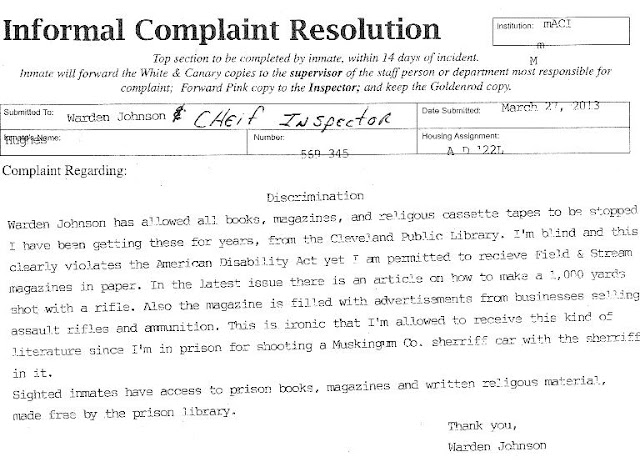 Informal Complaint Resolution
Institution: mACI
m
M
Top section to be completed by inmate, within 14 days of incident.
Inmate will forward the White & Canary copies to the supervisor of the staff person or department most responsible for
complaint; Forward Pink copy to the Inspector; and keep the Goldenrod copy.
Submitted To: Warden Johnson & CHeif INSpector
Date Submitted: March 27, 2013
Inmate's Name: Hughes
Number: 569 345
Housing Assignment: A D '22L
Complaint Regarding:
Discrimination
Warden Johnson has allowed all books, magazines, and religous cassette tapes to be stopped
I have been getting these for years, from the Cleveland Public Library. I'm blind and this
clearly violates the American Disability Act yet I am permitted to recieve Field & Stream
magazines in paper. In the latest issue there is an article on how to make a 1,000 yards
shot with a rifle. Also the magazine is filled with advertissments from businesses selling
assault rifles and ammunition. This is ironic that I'm allowed to receive this kind of
literature since I'm in prison for shooting a Muskingum Co. sherriff car with the sherriff
in it.
Sighted inmates have access to prison books, magazines and written religous material,
made free by the prison library.
Thank you,
Warden Johnson